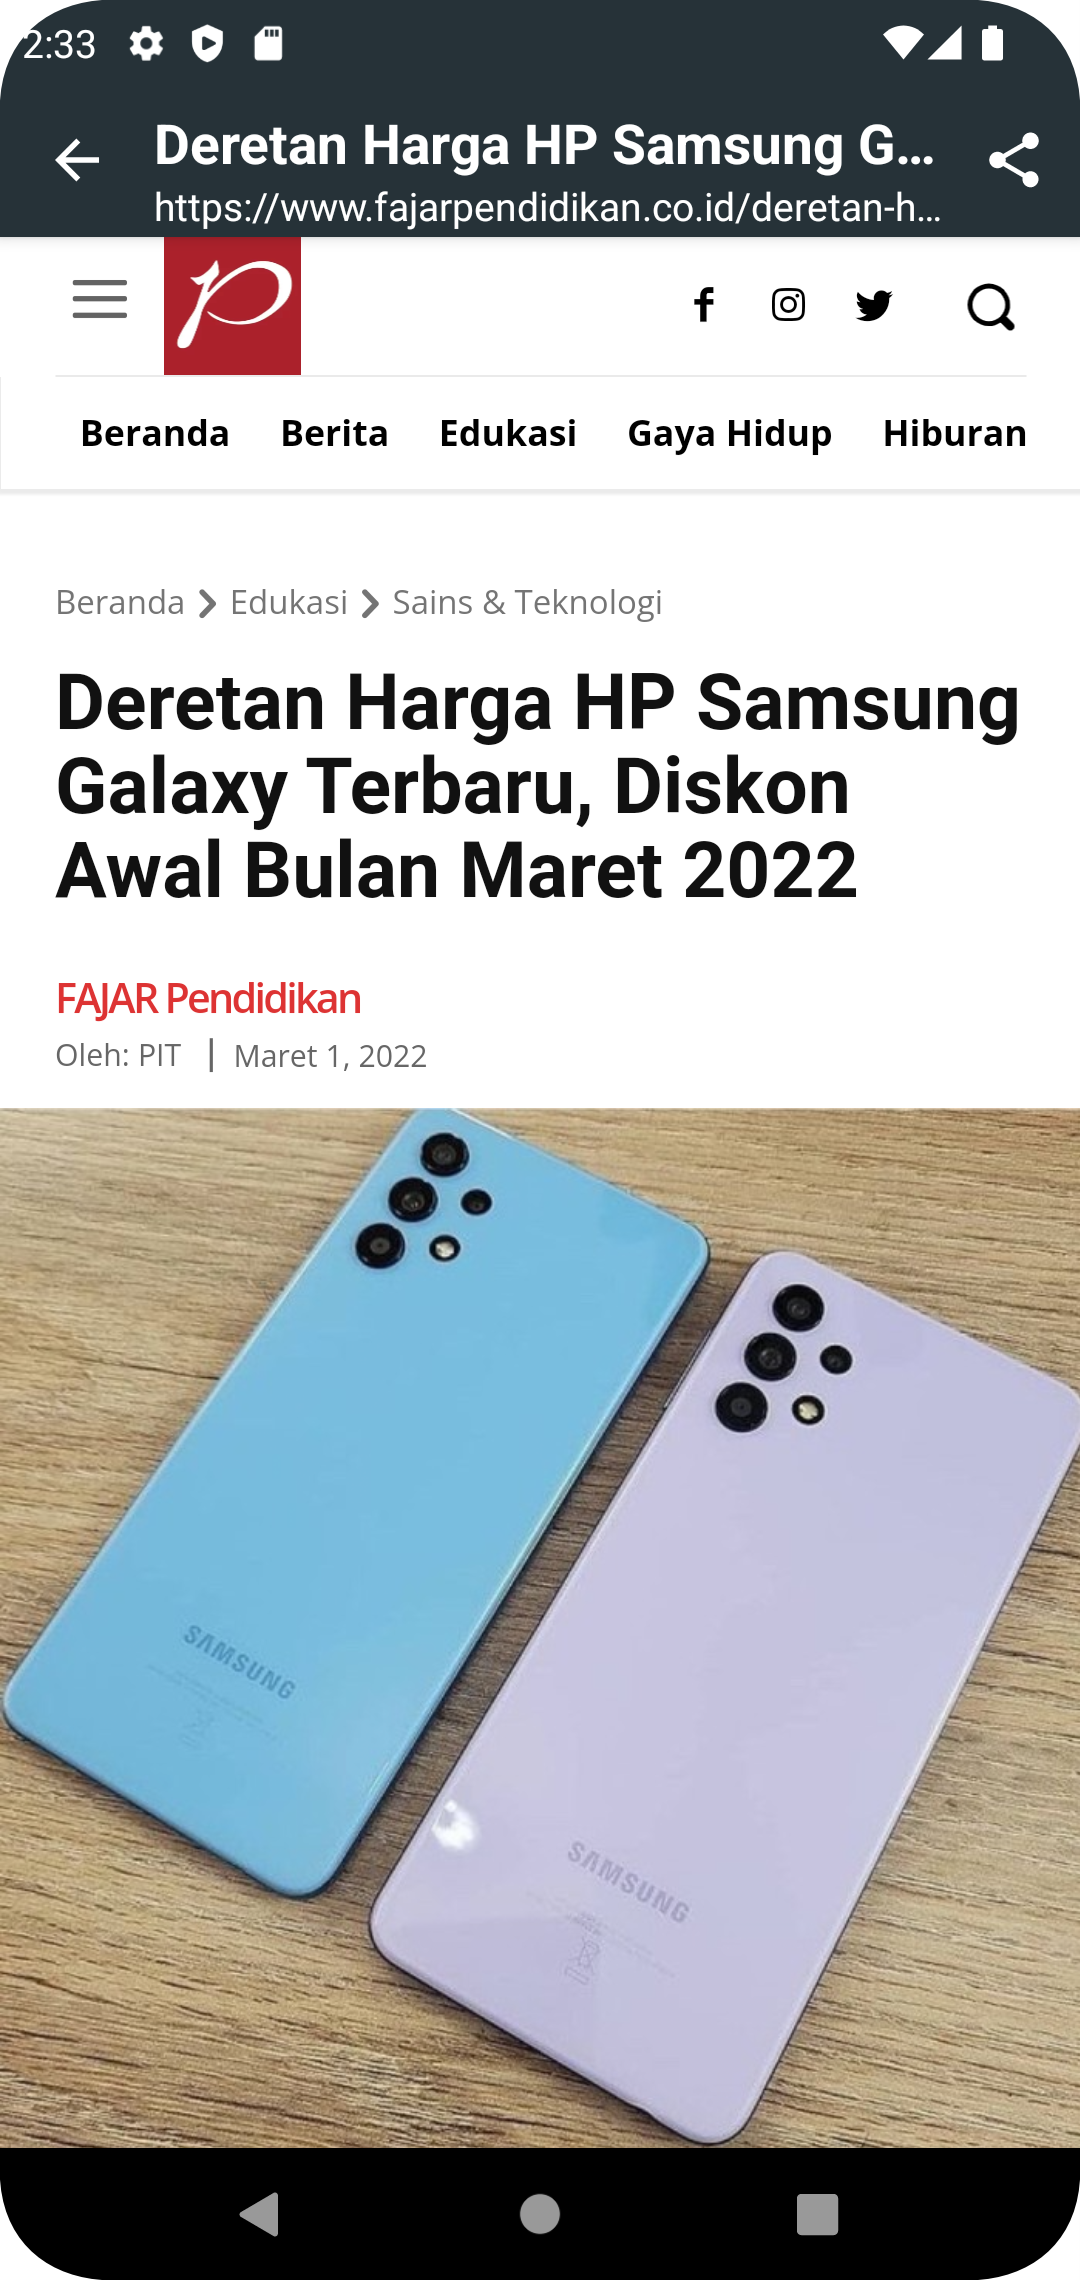 2:33
Deretan Harga HP Samsung G...
https://www.fajarpendidikan.co.id/deretan-h...
Beranda Berita Edukasi Gaya Hidup Hiburan
Beranda Edukasi Sains & Teknologi
Deretan Harga HP Samsung
Galaxy Terbaru, Diskon
Awal Bulan Maret 2022
FAJAR Pendidikan
Oleh: PIT | Maret 1, 2022
SAMSUNG
SAMSUNG